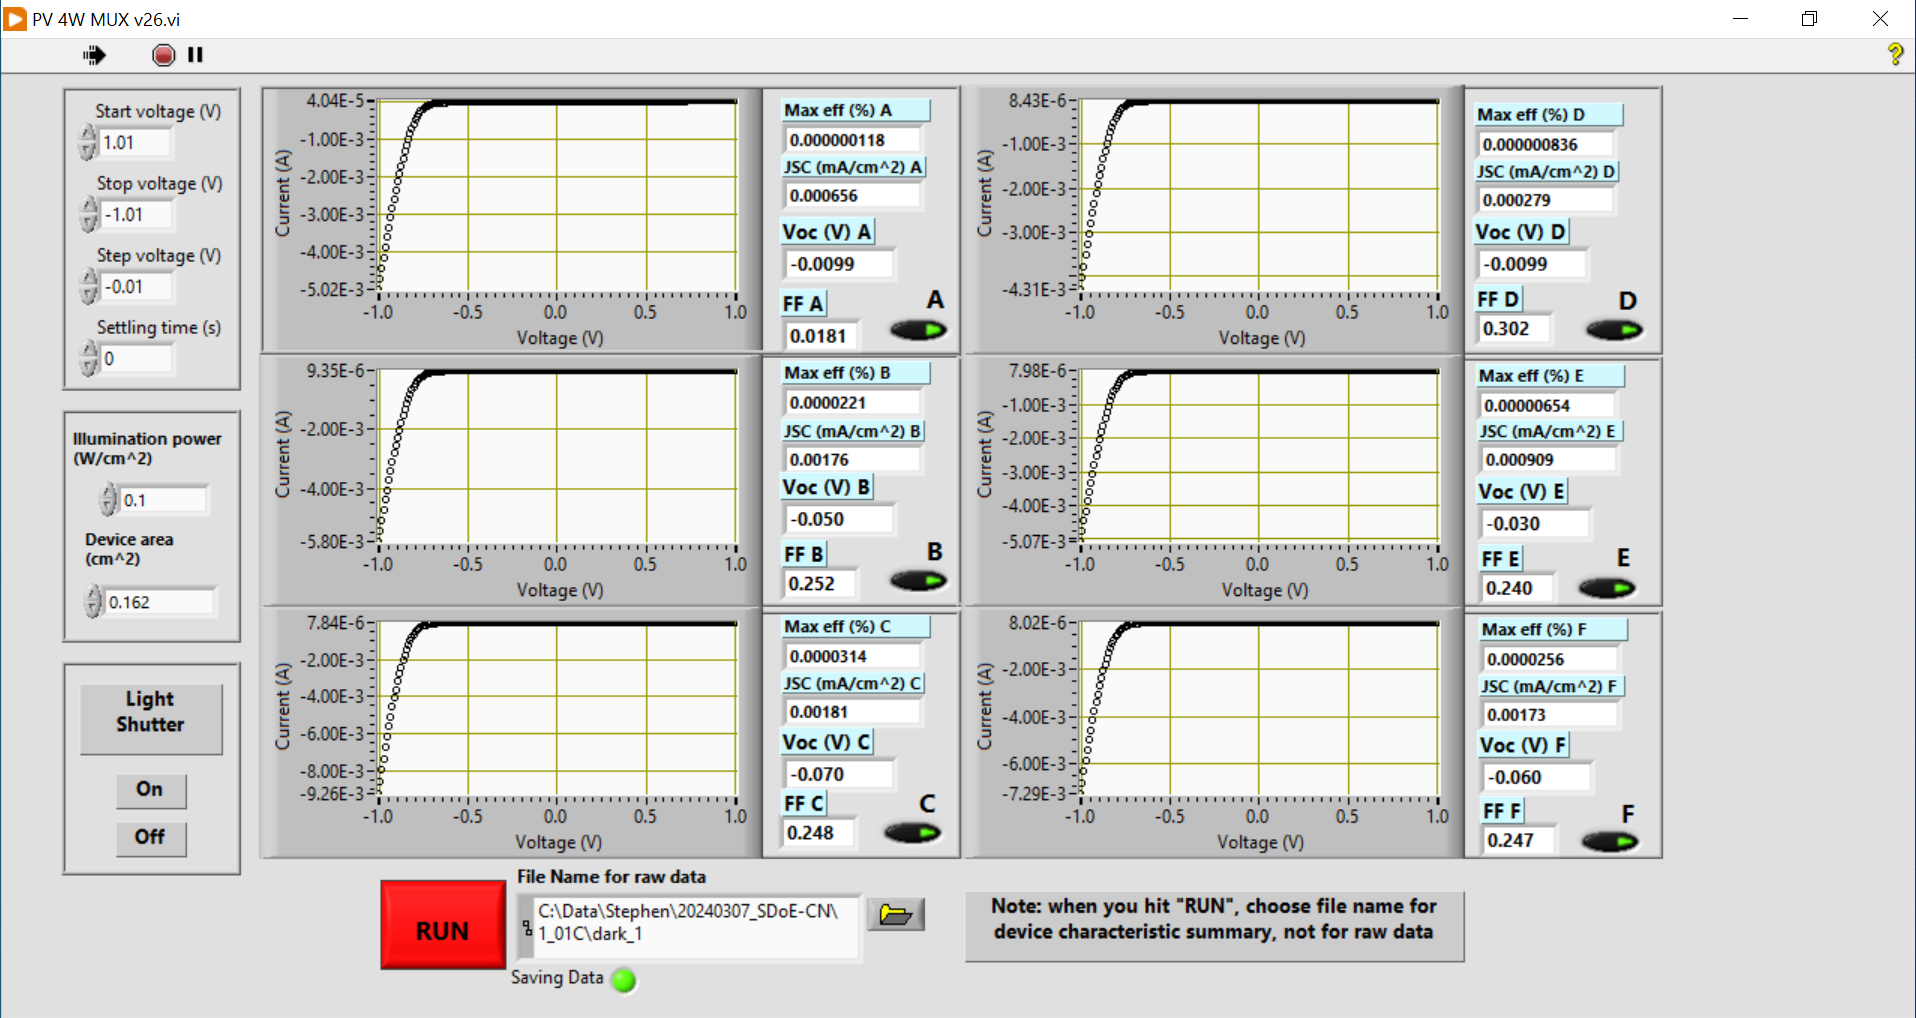 PV 4W MUX v26.vi
?
Start voltage (V)
1.01
Stop voltage (V)
-1.01
Step voltage (V)
-0.01
Settling time (s)
0
Illumination power
(W/cm^2)
0.1
Device area
(cm^2)
0.162
Light
Shutter
On
Off
4.04E-5
-1.00E-3
-2.00E-3
-3.00E-3
-4.00E-3
-5.02E-3
Current (A)
-1.0 -0.5 0.0 0.5 1.0
Voltage (V)
Max eff (%) A
0.000000118
JSC (mA/cm^2) A
0.000656
Voc (V) A
-0.0099
FF A
0.0181
A
8.43E-6
-1.00E-3
-2.00E-3
-3.00E-3
-4.31E-3
Current (A)
-1.0 -0.5 0.0 0.5 1.0
Voltage (V)
Max eff (%) D
0.000000836
JSC (mA/cm^2) D
0.000279
Voc (V) D
-0.0099
FF D
0.302
D
9.35E-6
-2.00E-3
-4.00E-3
-5.80E-3
Current (A)
-1.0 -0.5 0.0 0.5 1.0
Voltage (V)
Max eff (%) B
0.0000221
JSC (mA/cm^2) B
0.00176
Voc (V) B
-0.050
FF B
0.252
B
7.98E-6
-1.00E-3
-2.00E-3
-3.00E-3
-4.00E-3
-5.07E-3
Current (A)
-1.0 -0.5 0.0 0.5 1.0
Voltage (V)
Max eff (%) E
0.00000654
JSC (mA/cm^2) E
0.000909
Voc (V) E
-0.030
FF E
0.240
E
7.84E-6
-2.00E-3
-4.00E-3
-6.00E-3
-8.00E-3
-9.26E-3
Current (A)
-1.0 -0.5 0.0 0.5 1.0
Voltage (V)
Max eff (%) C
0.0000314
JSC (mA/cm^2) C
0.00181
Voc (V) C
-0.070
FF C
0.248
C
8.02E-6
-2.00E-3
-4.00E-3
-6.00E-3
-7.29E-3
Current (A)
-1.0 -0.5 0.0 0.5 1.0
Voltage (V)
Max eff (%) F
0.0000256
JSC (mA/cm^2) F
0.00173
Voc (V) F
-0.060
FF F
0.247
F
RUN
File Name for raw data
C:\Data\Stephen\20240307_SDoE-CN\
1_01C\dark_1
Saving Data
Note: when you hit "RUN", choose file name for
device characteristic summary, not for raw data